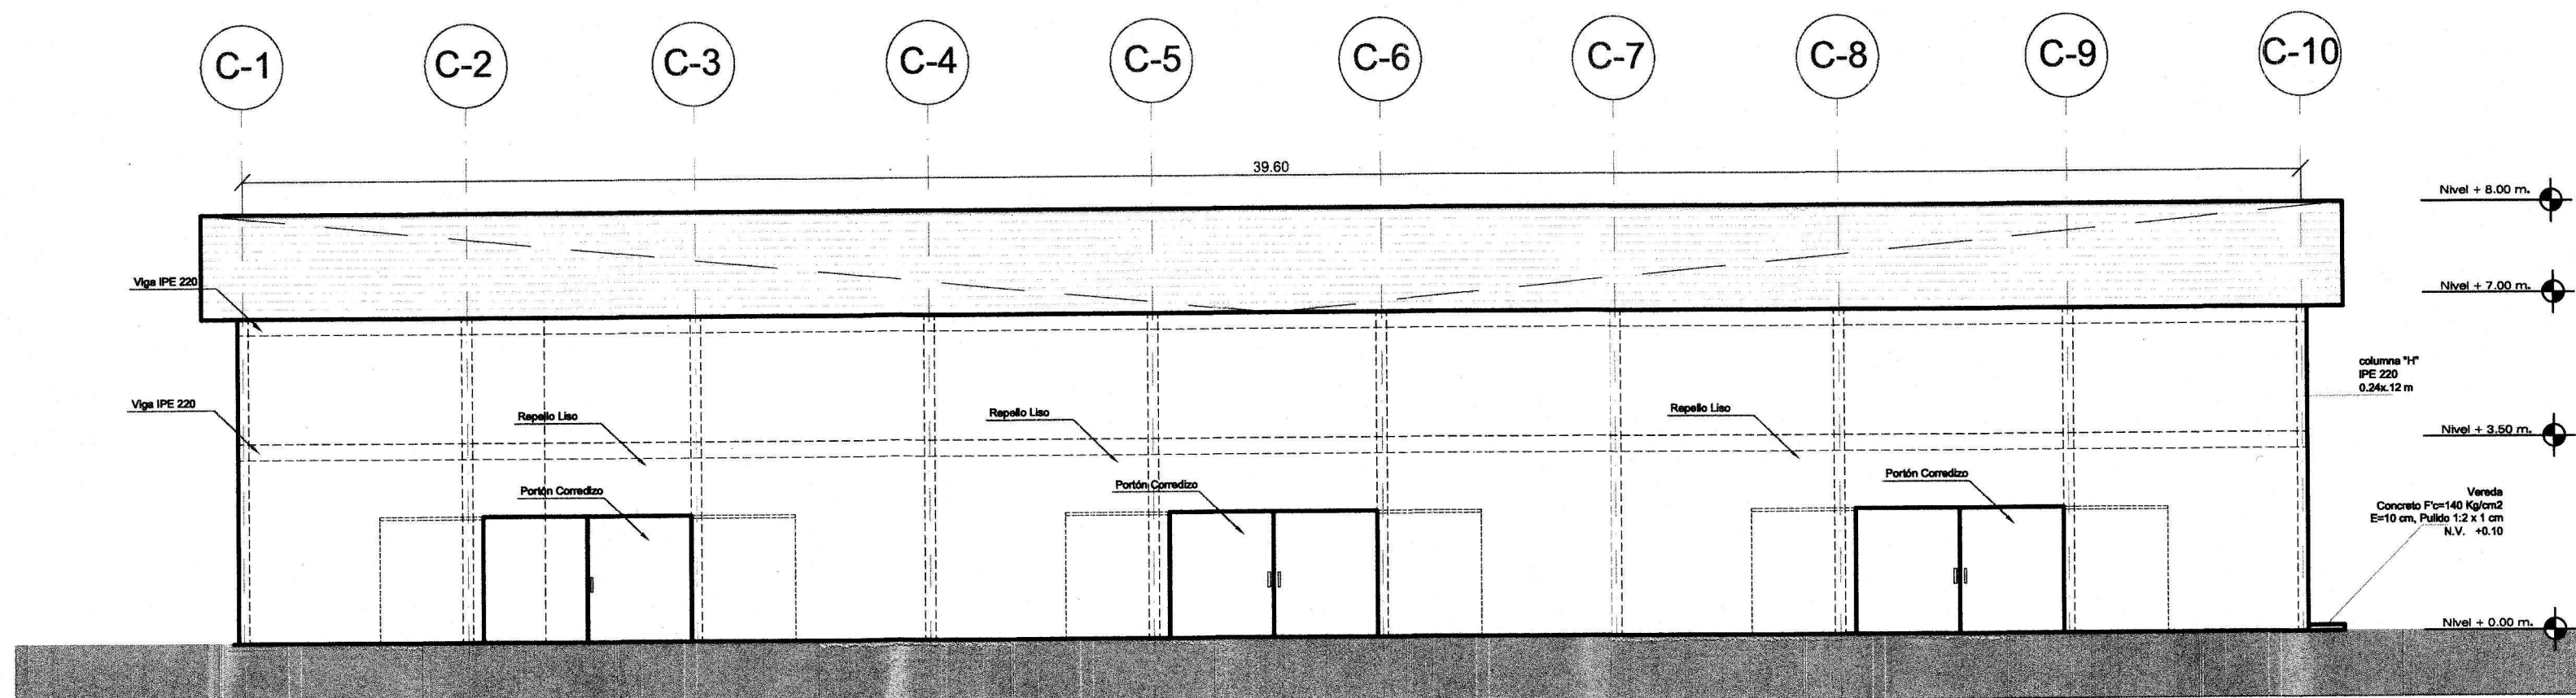 C-1
C-2
C-3
C-4
C-5
C-6
C-7
C-8
C-9
C-10
39.60
Nivel + 8.00 m.
Viga IPE 220
Nivel + 7.00 m.
columna "H"
IPE 220
0.24x.12 m
Viga IPE 220
Repello Liso
Repello Liso
Repello Liso
Nivel + 3.50 m.
Portón Corredizo
Portón Corredizo
Portón Corredizo
Vereda
Concreto F'c=140 Kg/cm2
E=10 cm, Pulido 1:2 x 1 cm
N.V. +0.10
Nivel + 0.00 m.